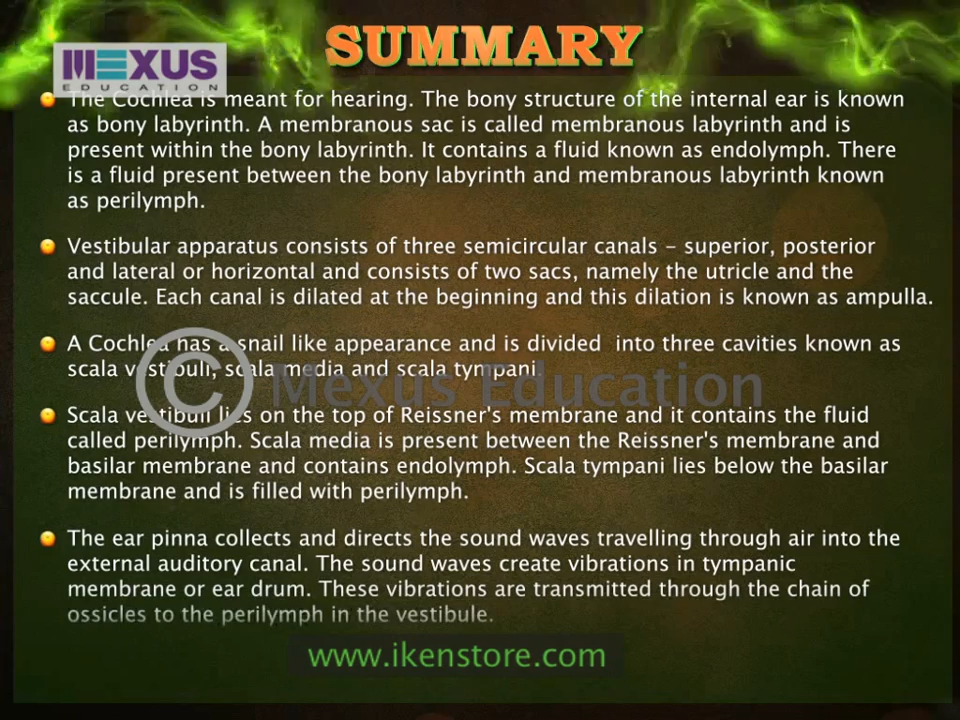 SUMMARY
MEXUS
EDUCATION
The Cochlea is meant for hearing. The bony structure of the internal ear is known
as bony labyrinth. A membranous sac is called membranous labyrinth and is
present within the bony labyrinth. It contains a fluid known as endolymph. There
is a fluid present between the bony labyrinth and membranous labyrinth known
as perilymph.
Vestibular apparatus consists of three semicircular canals – superior, posterior
and lateral or horizontal and consists of two sacs, namely the utricle and the
saccule. Each canal is dilated at the beginning and this dilation is known as ampulla.
A Cochlea has a snail like appearance and is divided  into three cavities known as
scala vestibuli, scala media and scala tympani.
© Mexus Education
Scala vestibuli lies on the top of Reissner's membrane and it contains the fluid
called perilymph. Scala media is present between the Reissner's membrane and
basilar membrane and contains endolymph. Scala tympani lies below the basilar
membrane and is filled with perilymph.
The ear pinna collects and directs the sound waves travelling through air into the
external auditory canal. The sound waves create vibrations in tympanic
membrane or ear drum. These vibrations are transmitted through the chain of
ossicles to the perilymph in the vestibule.
www.ikenstore.com